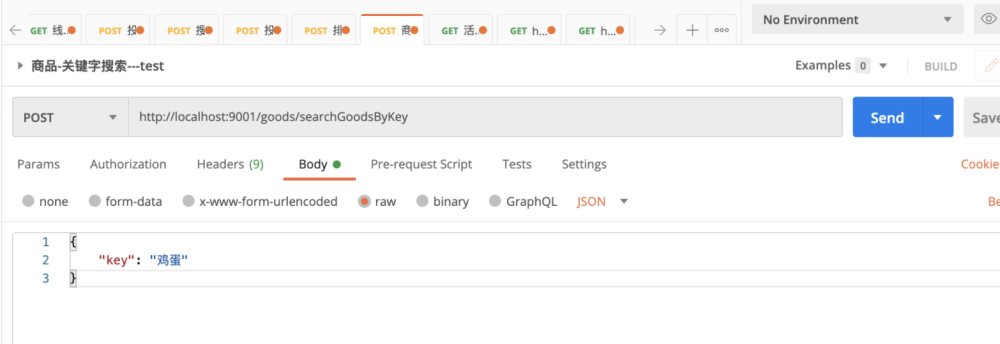 ← GET 线... POST 投 POST 搜 POST 投 POST 排 POST 商 GET 活... GET h... GET h... → + ooo No Environment
商品-关键字搜索---test Examples 0 BUILD
POST http://localhost:9001/goods/searchGoodsByKey Send Save
Params Authorization Headers (9) Body Pre-request Script Tests Settings Cookie
none form-data x-www-form-urlencoded raw binary GraphQL JSON Be
1 {
2 "key": "鸡蛋"
3 }